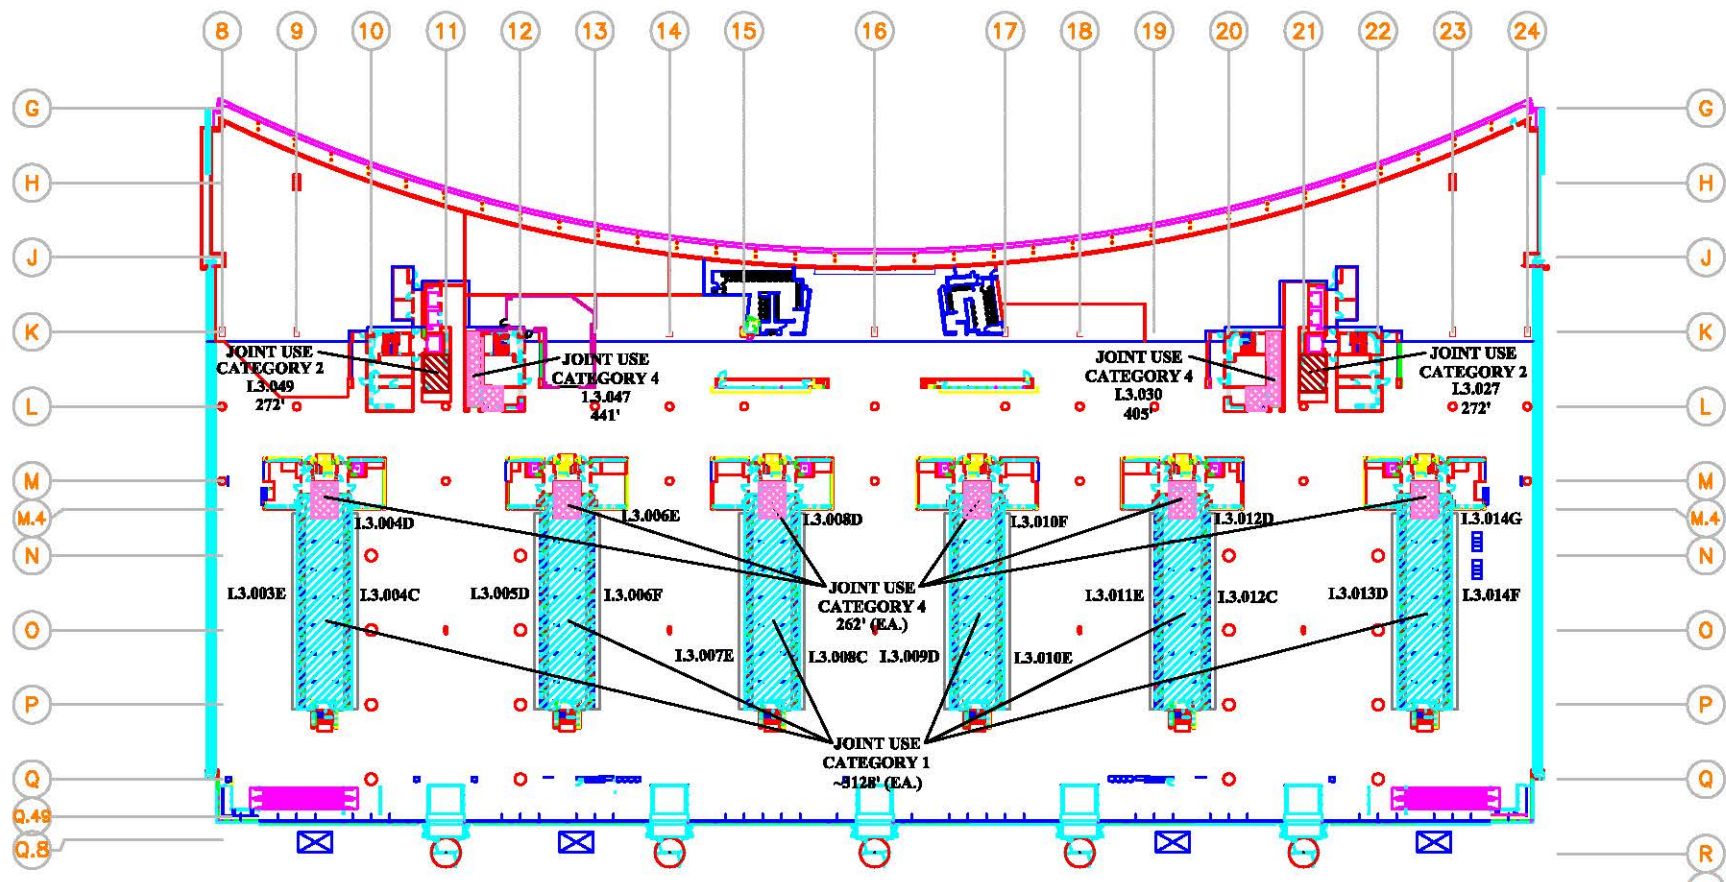 8 9 10 11 12 13 14 15 16 17 18 19 20 21 22 23 24
G G
H H
J J
K K
JOINT USE
CATEGORY 2
L3.049
272'
JOINT USE
CATEGORY 4
L3.047
441'
JOINT USE
CATEGORY 4
L3.030
405'
JOINT USE
CATEGORY 2
L3.027
272'
L L
M M
M.4 M.4
L3.004D L3.006E L3.008D L3.010F L3.012D L3.014G
N N
JOINT USE
CATEGORY 4
262' (EA.)
L3.003E L3.004C L3.005D L3.006F L3.011E L3.012C L3.013D L3.014F
O O
L3.007E L3.008C L3.009D L3.010E
P P
JOINT USE
CATEGORY 1
~3128' (EA.)
Q Q
Q.49
Q.8 R